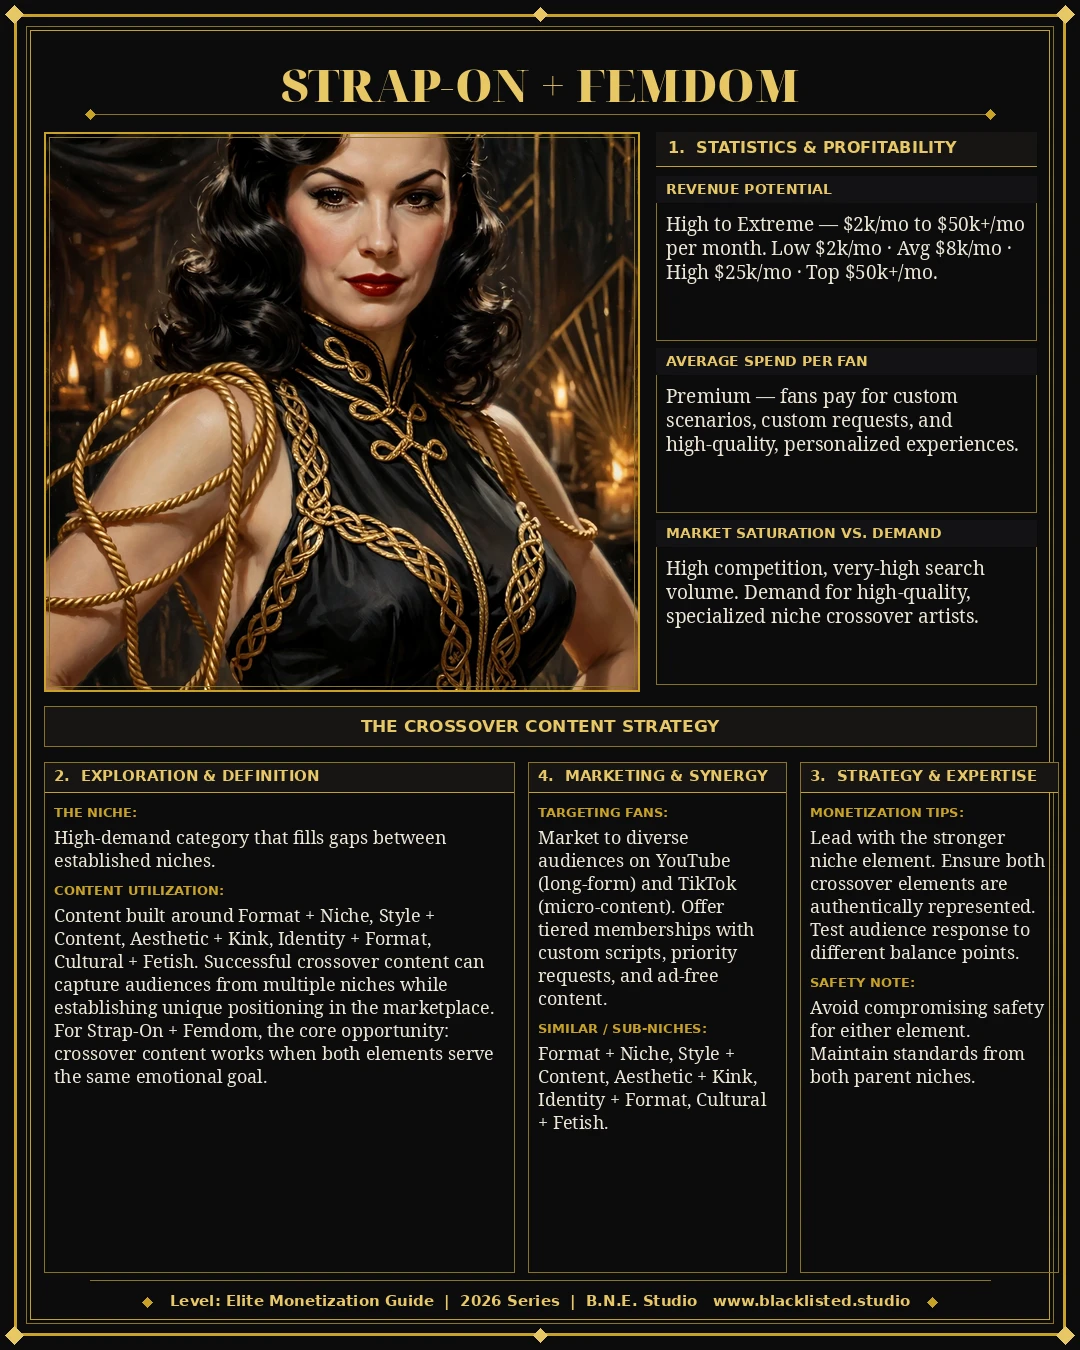 STRAP-ON + FEMDOM
1. STATISTICS & PROFITABILITY
REVENUE POTENTIAL
High to Extreme — $2k/mo to $50k+/mo
per month. Low $2k/mo · Avg $8k/mo ·
High $25k/mo · Top $50k+/mo.
AVERAGE SPEND PER FAN
Premium — fans pay for custom
scenarios, custom requests, and
high-quality, personalized experiences.
MARKET SATURATION VS. DEMAND
High competition, very-high search
volume. Demand for high-quality,
specialized niche crossover artists.
THE CROSSOVER CONTENT STRATEGY
2. EXPLORATION & DEFINITION
THE NICHE:
High-demand category that fills gaps between
established niches.
CONTENT UTILIZATION:
Content built around Format + Niche, Style +
Content, Aesthetic + Kink, Identity + Format,
Cultural + Fetish. Successful crossover content can
capture audiences from multiple niches while
establishing unique positioning in the marketplace.
For Strap-On + Femdom, the core opportunity:
crossover content works when both elements serve
the same emotional goal.
4. MARKETING & SYNERGY
TARGETING FANS:
Market to diverse
audiences on YouTube
(long-form) and TikTok
(micro-content). Offer
tiered memberships with
custom scripts, priority
requests, and ad-free
content.
SIMILAR / SUB-NICHES:
Format + Niche, Style +
Content, Aesthetic + Kink,
Identity + Format, Cultural
+ Fetish.
3. STRATEGY & EXPERTISE
MONETIZATION TIPS:
Lead with the stronger
niche element. Ensure both
crossover elements are
authentically represented.
Test audience response to
different balance points.
SAFETY NOTE:
Avoid compromising safety
for either element.
Maintain standards from
both parent niches.
Level: Elite Monetization Guide | 2026 Series | B.N.E. Studio www.blacklisted.studio